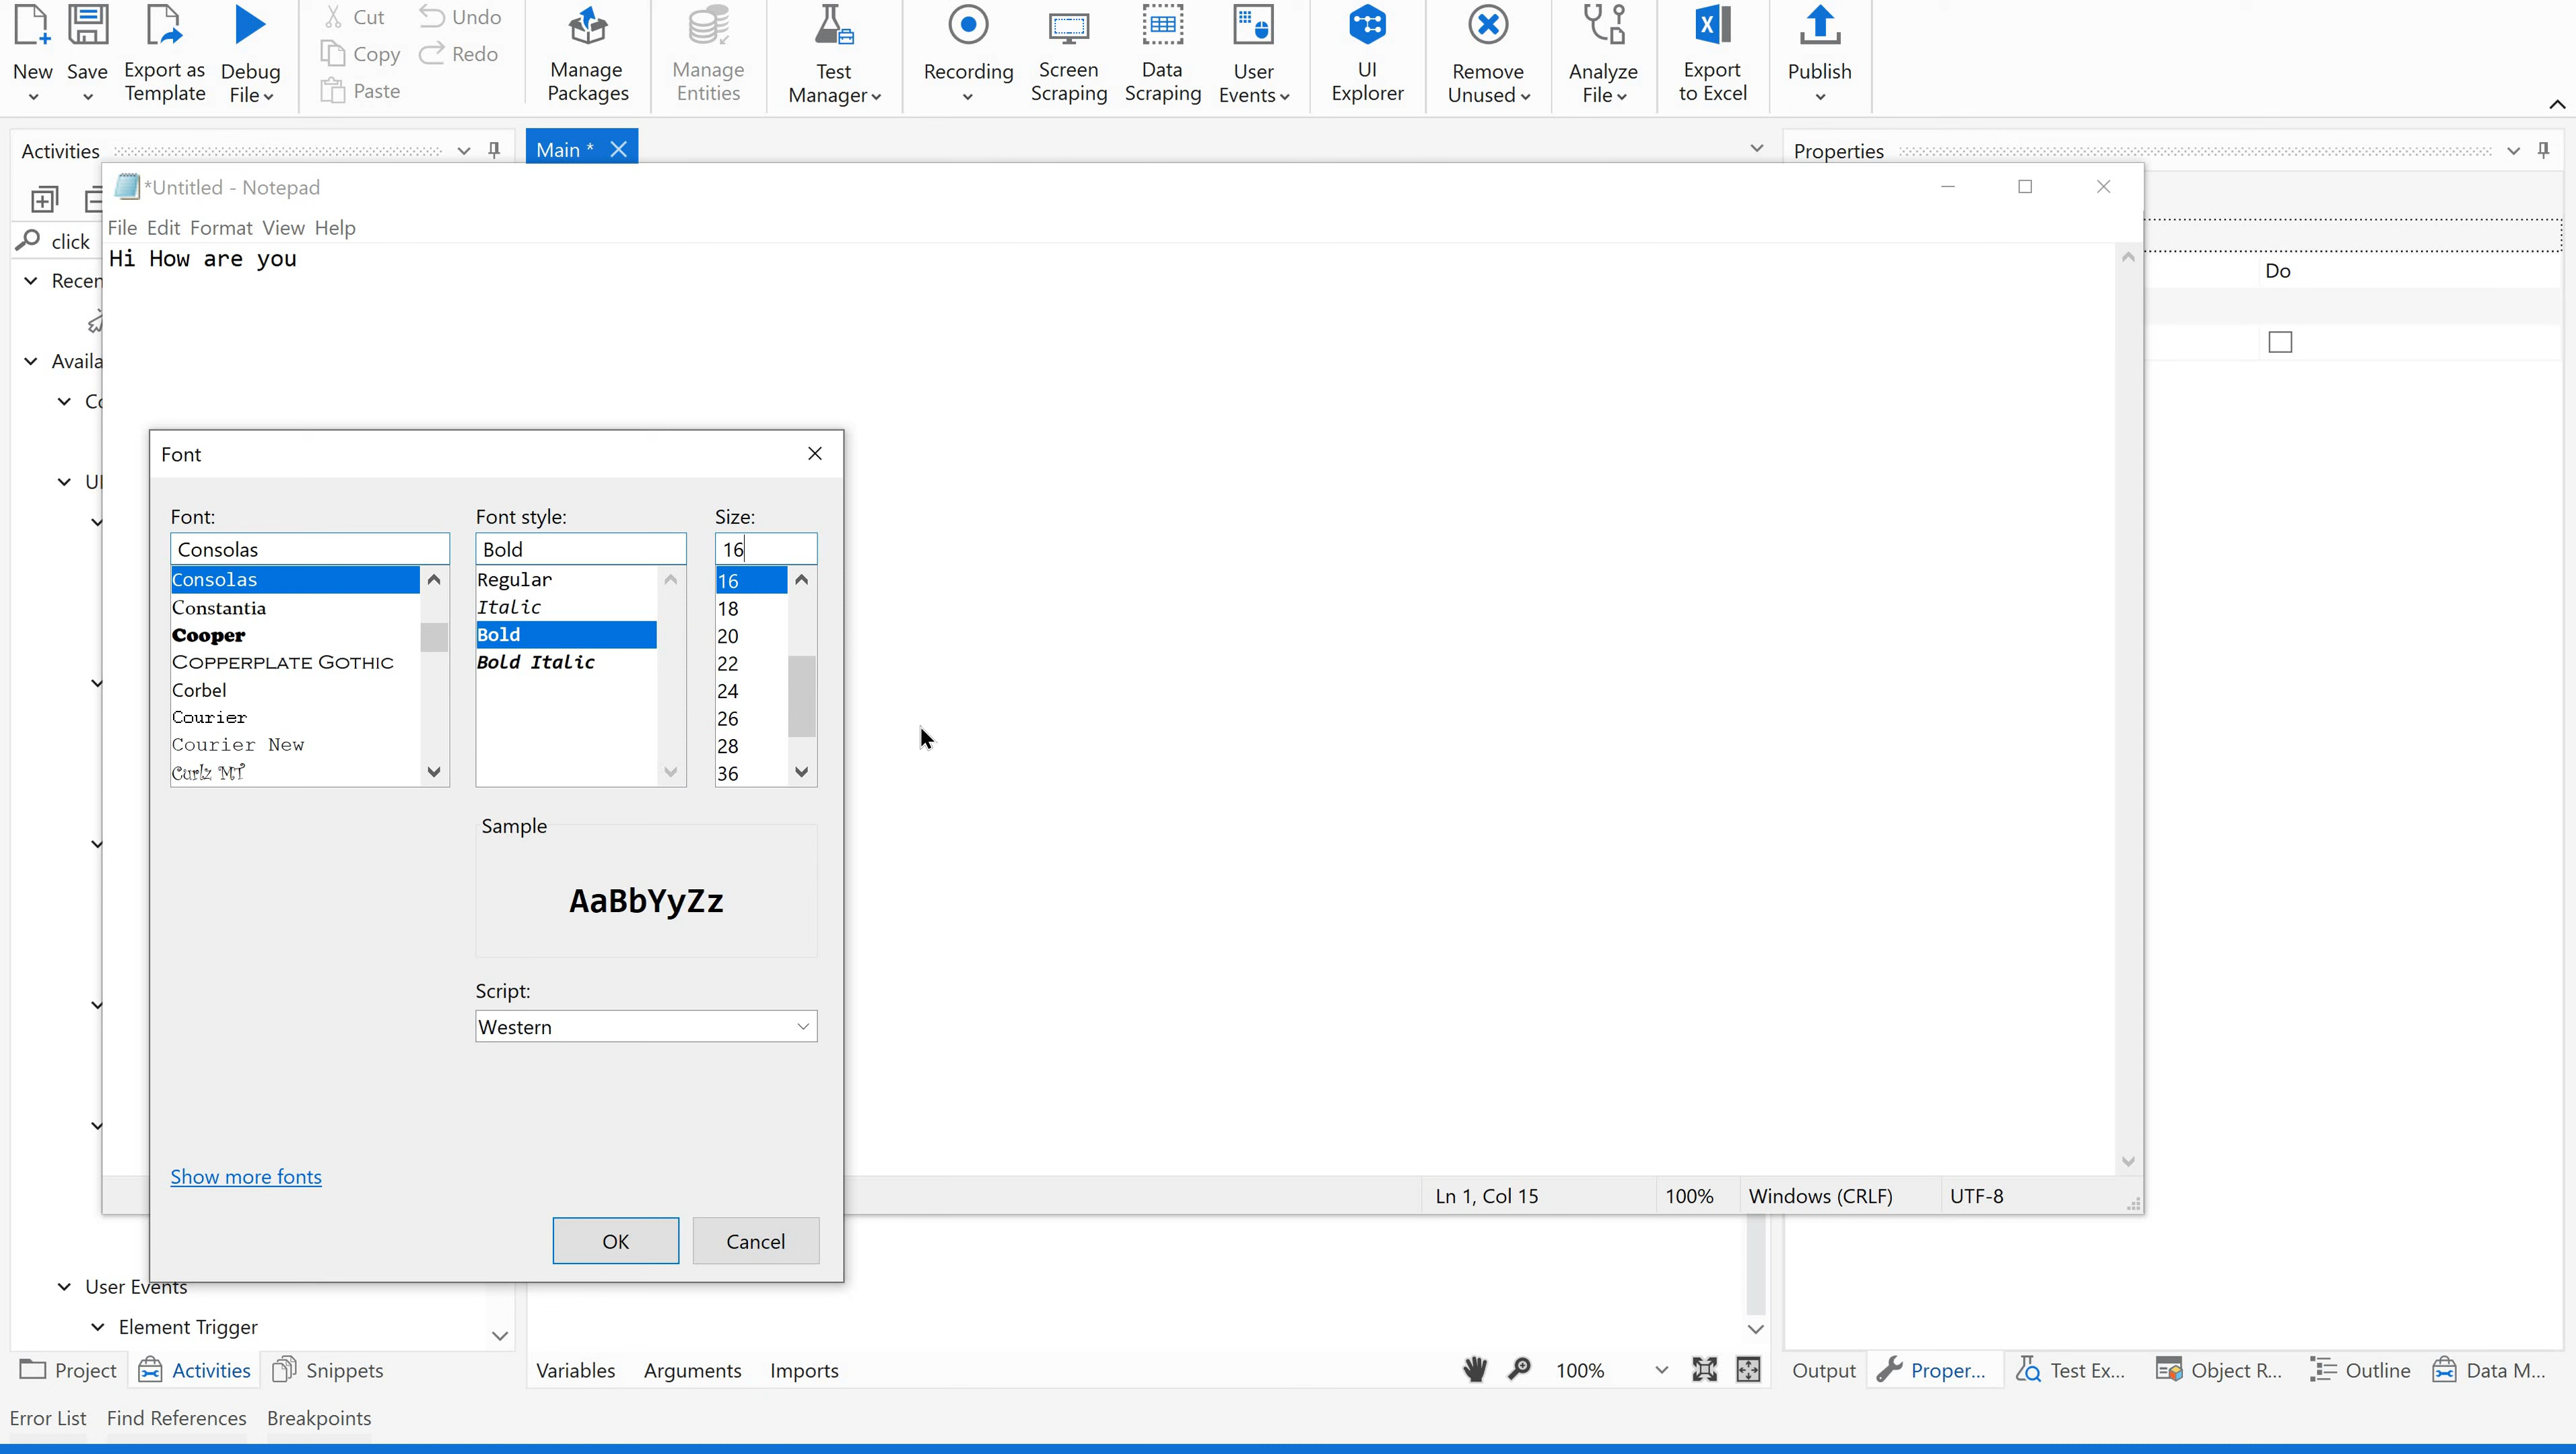 New
Save
Export as
Template
Debug
File
Cut
Copy
Paste
Undo
Redo
Manage
Packages
Manage
Entities
Test
Manager
Recording
Screen
Scraping
Data
Scraping
User
Events
UI
Explorer
Remove
Unused
Analyze
File
Export
to Excel
Publish
Activities
Main *
Properties
*Untitled - Notepad
File Edit Format View Help
click
Hi How are you
Recen
Do
Availa
Font
Font:
Font style:
Size:
Consolas
Bold
16
Consolas
Constantia
Cooper
Copperplate Gothic
Corbel
Courier
Courier New
Curlz MT
Regular
Italic
Bold
Bold Italic
16
18
20
22
24
26
28
36
Sample
AaBbYyZz
Script:
Western
Show more fonts
OK
Cancel
Ln 1, Col 15
100%
Windows (CRLF)
UTF-8
User Events
Element Trigger
Project
Activities
Snippets
Variables
Arguments
Imports
100%
Output
Proper...
Test Ex...
Object R...
Outline
Data M...
Error List
Find References
Breakpoints